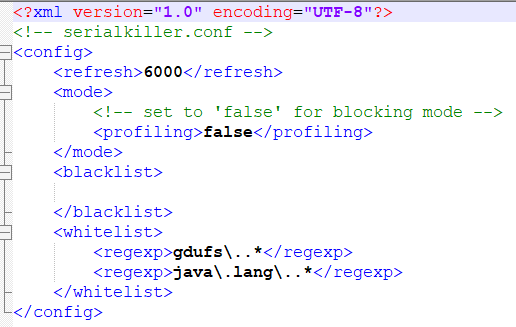 <?xml version="1.0" encoding="UTF-8"?>
<!-- serialkiller.conf -->
<config>
    <refresh>6000</refresh>
    <mode>
        <!-- set to 'false' for blocking mode -->
        <profiling>false</profiling>
    </mode>
    <blacklist>

    </blacklist>
    <whitelist>
        <regexp>gdufs\..*</regexp>
        <regexp>java\.lang\..*</regexp>
    </whitelist>
</config>